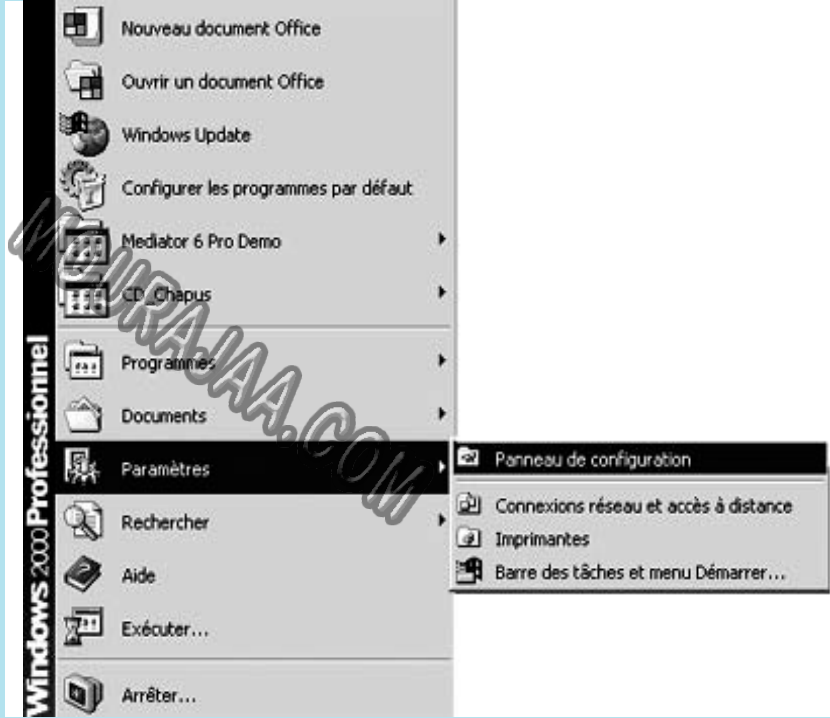 Nouveau document Office
Ouvrir un document Office
Windows Update
Configurer les programmes par défaut
Mediator 6 Pro Demo
CD_Chapus
Programmes
Documents
Paramètres
Rechercher
Aide
Exécuter...
Arrêter...
Panneau de configuration
Connexions réseau et accès à distance
Imprimantes
Barre des tâches et menu Démarrer...
Windows 2000 Professionnel
MOURAJAA.COM